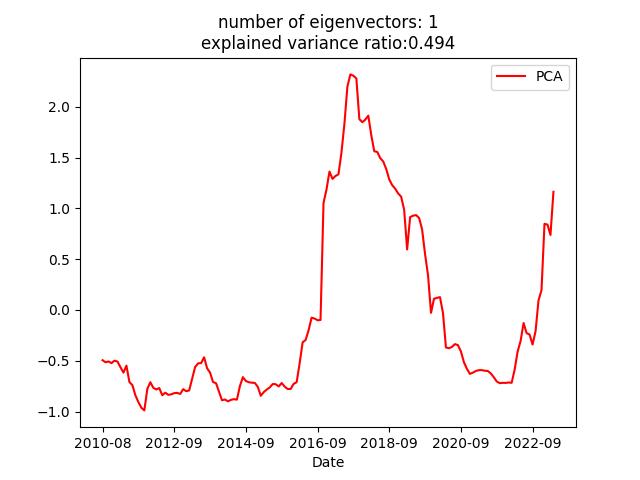 number of eigenvectors: 1
explained variance ratio:0.494
PCA
2.0
1.5
1.0
0.5
0.0
−0.5
−1.0
2010-08 2012-09 2014-09 2016-09 2018-09 2020-09 2022-09
Date